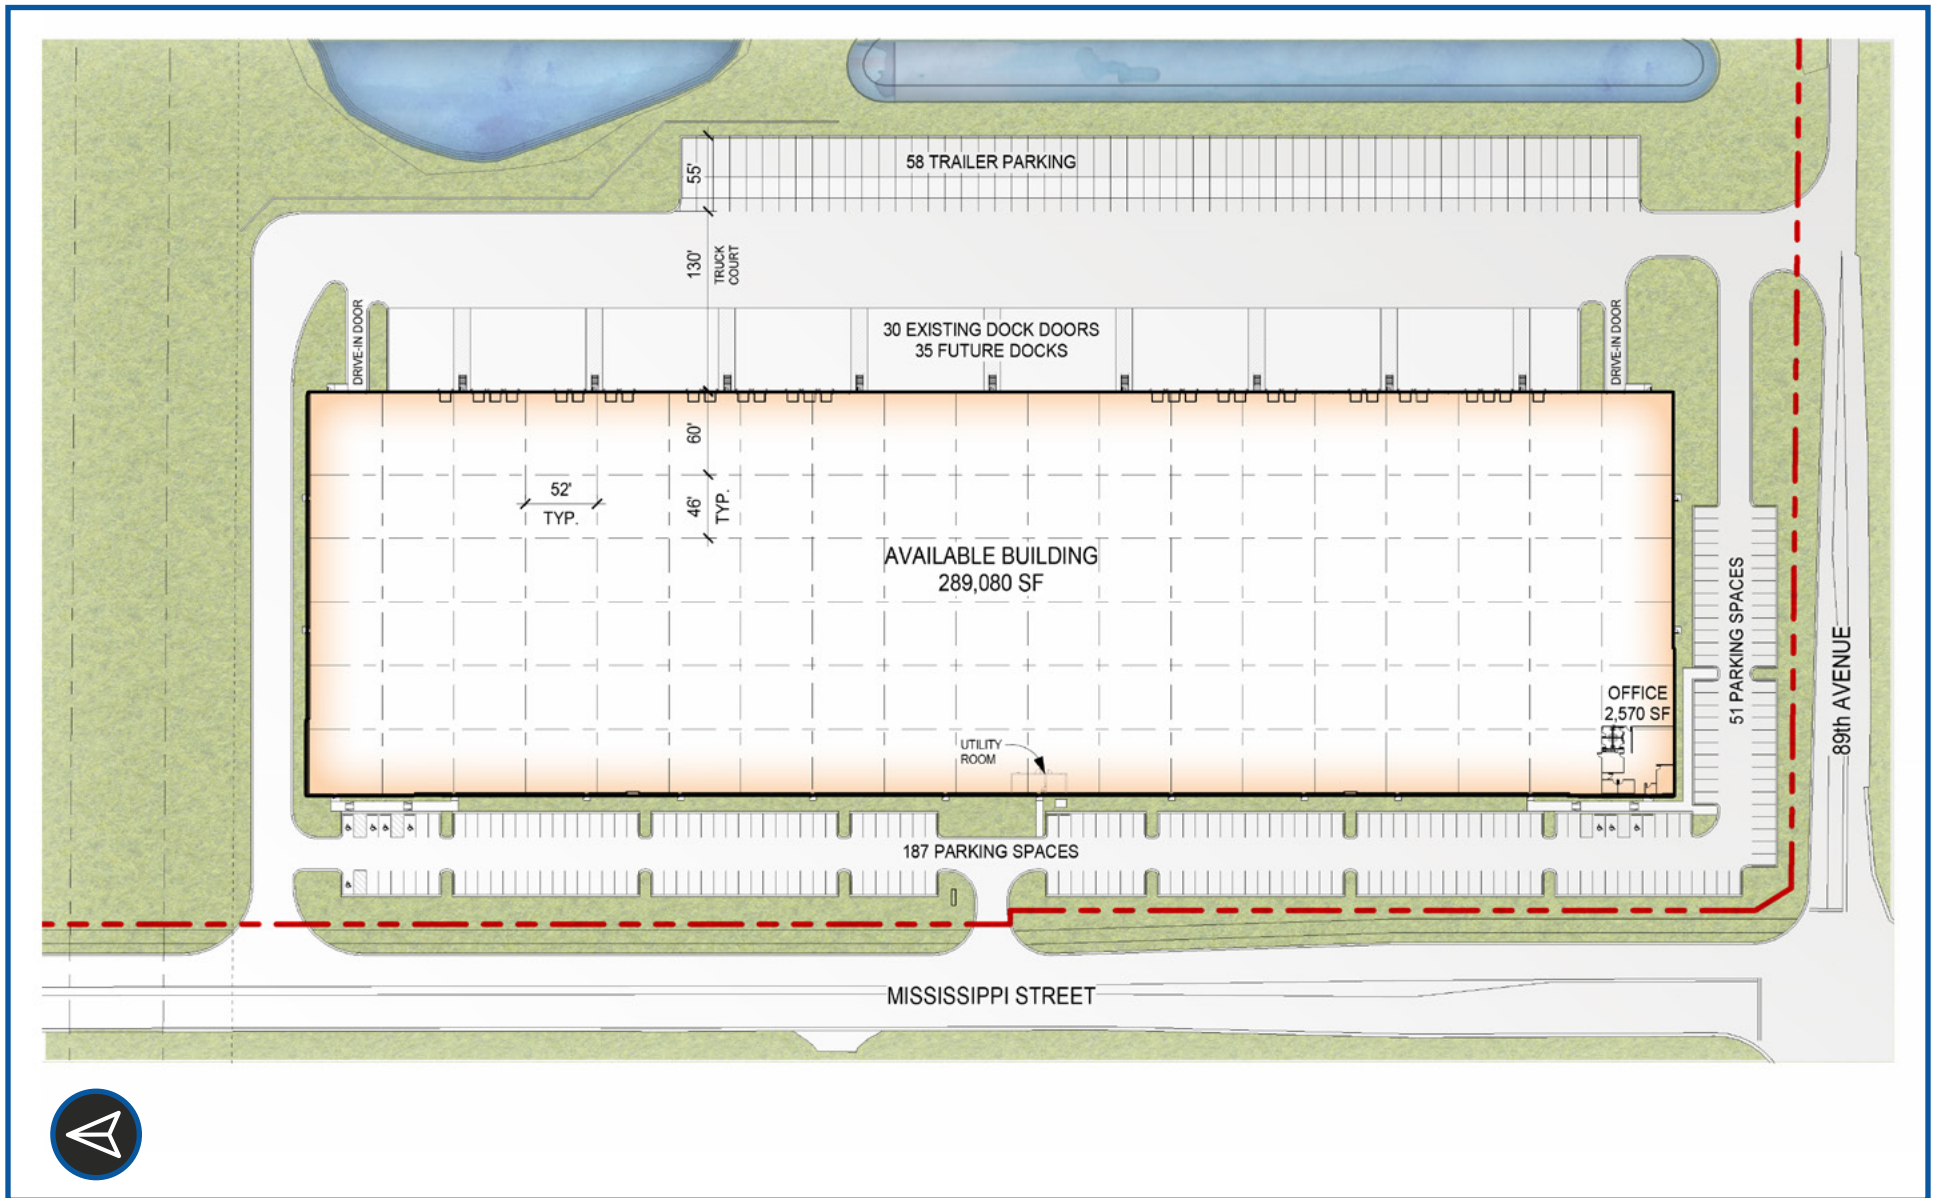 58 TRAILER PARKING
55'
130'
TRUCK
COURT
DRIVE-IN DOOR
30 EXISTING DOCK DOORS
35 FUTURE DOCKS
DRIVE-IN DOOR
60'
52'
TYP.
46'
TYP.
AVAILABLE BUILDING
289,080 SF
51 PARKING SPACES
89th AVENUE
OFFICE
2,570 SF
UTILITY
ROOM
187 PARKING SPACES
MISSISSIPPI STREET